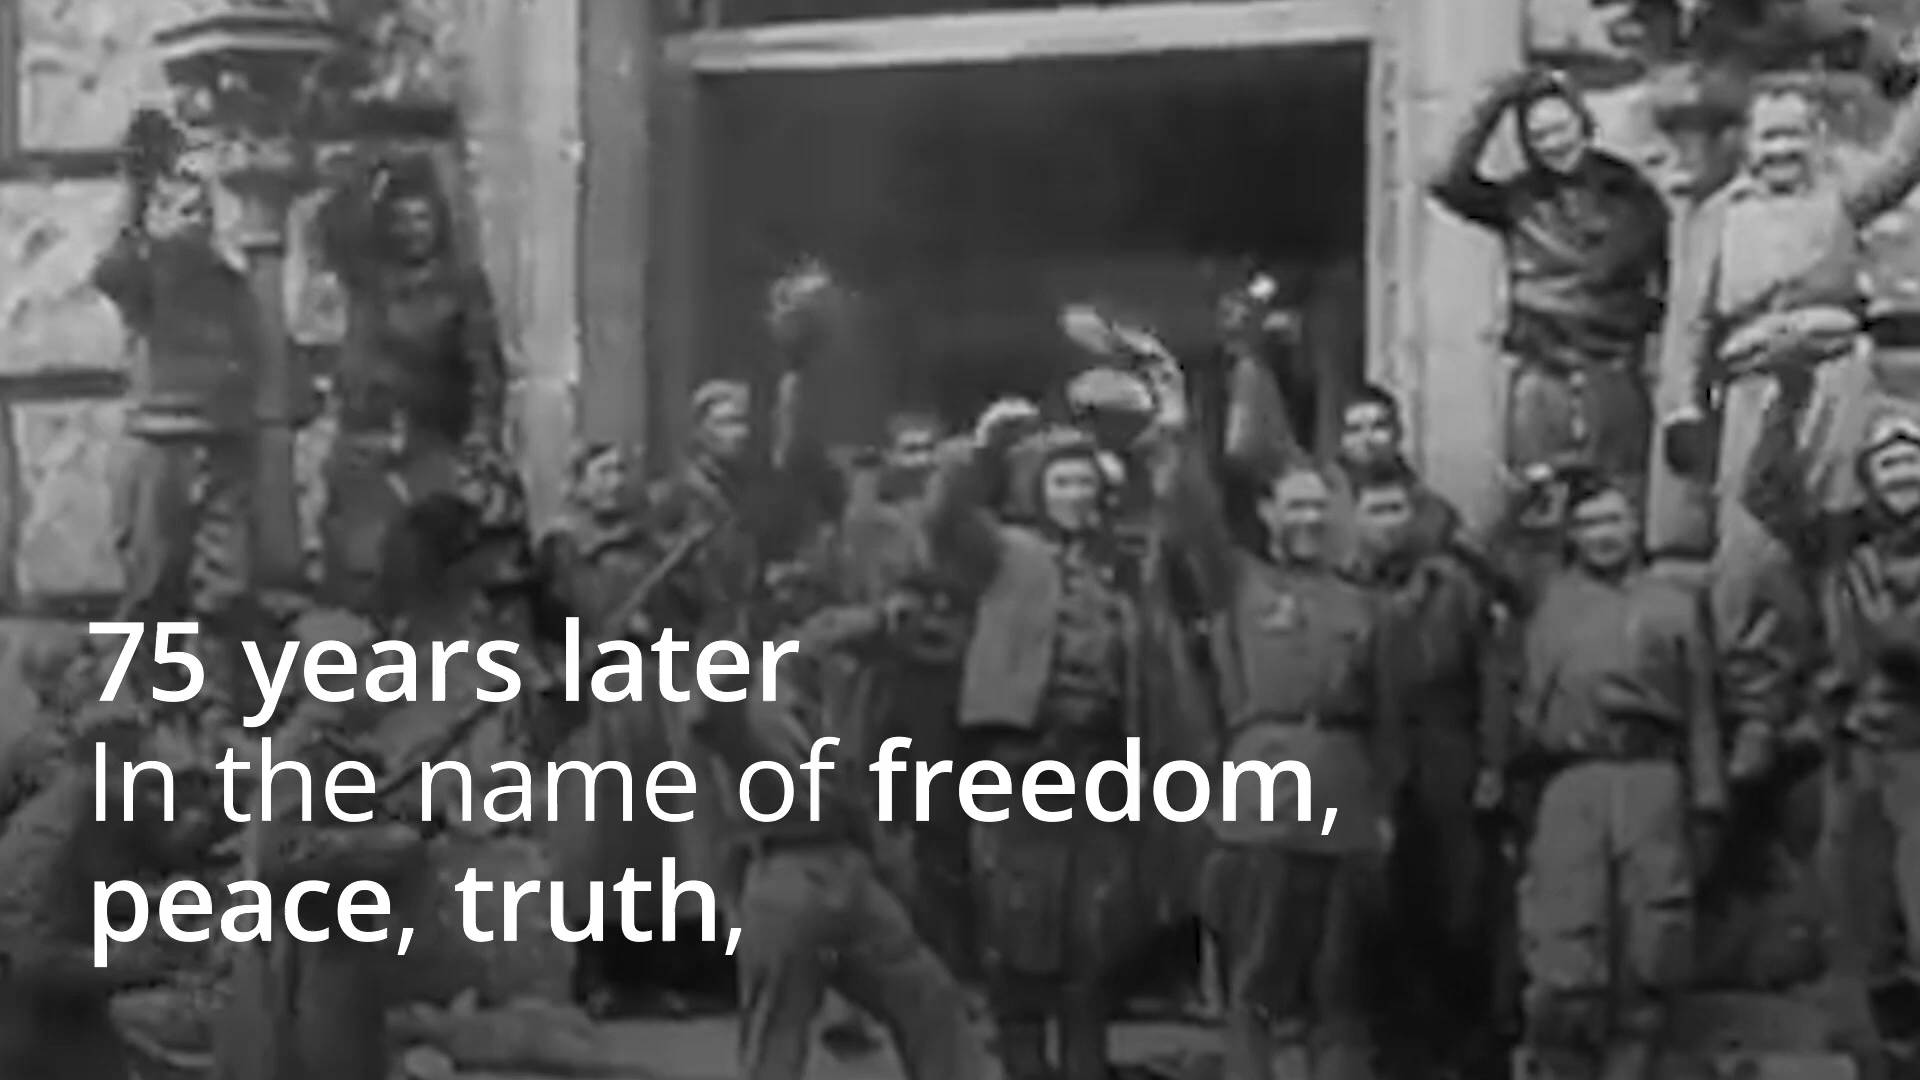 75 years later
In the name of freedom,
peace, truth,